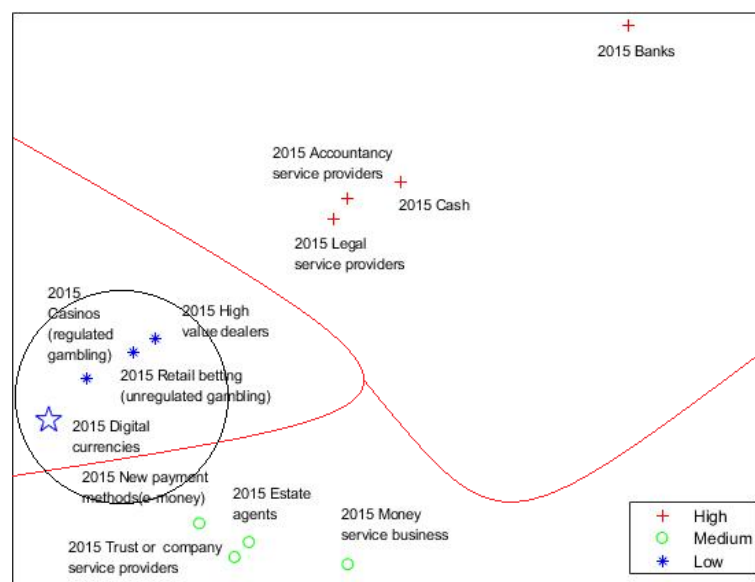 2015 Banks
2015 Accountancy
service providers
2015 Cash
2015 Legal
service providers
2015
Casinos
(regulated
gambling)
2015 High
value dealers
2015 Retail betting
(unregulated gambling)
2015 Digital
currencies
2015 New payment
methods(e-money)
2015 Estate
agents
2015 Money
service business
2015 Trust or company
service providers
High
Medium
Low